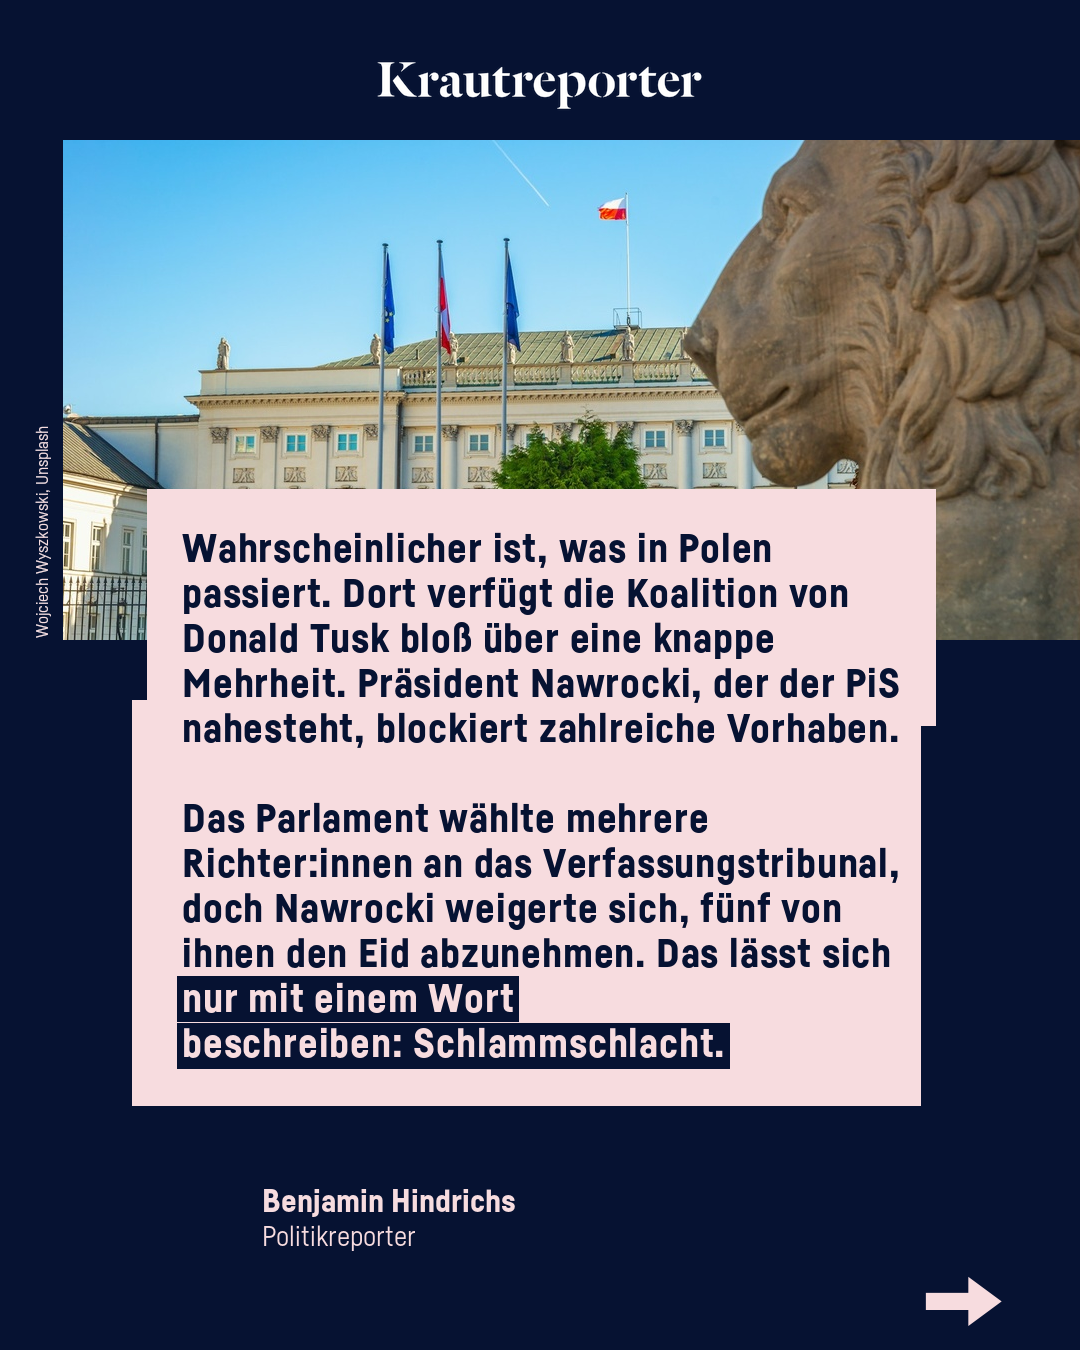 Krautreporter
Wojciech Wyszkowski, Unsplash
Wahrscheinlicher ist, was in Polen
passiert. Dort verfügt die Koalition von
Donald Tusk bloß über eine knappe
Mehrheit. Präsident Nawrocki, der der PiS
nahesteht, blockiert zahlreiche Vorhaben.
Das Parlament wählte mehrere
Richter:innen an das Verfassungstribunal,
doch Nawrocki weigerte sich, fünf von
ihnen den Eid abzunehmen. Das lässt sich
nur mit einem Wort
beschreiben: Schlammschlacht.
Benjamin Hindrichs
Politikreporter